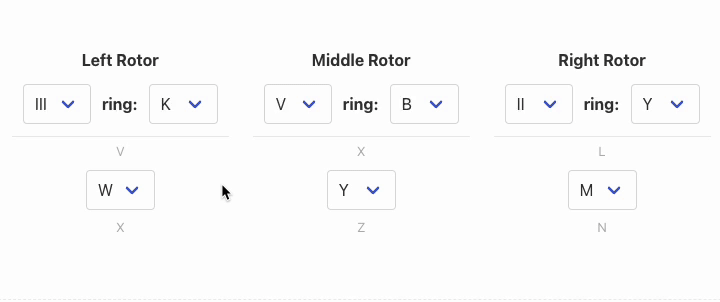 Left Rotor Middle Rotor Right Rotor
III ring: K V ring: B II ring: Y
V X L
W Y M
X Z N